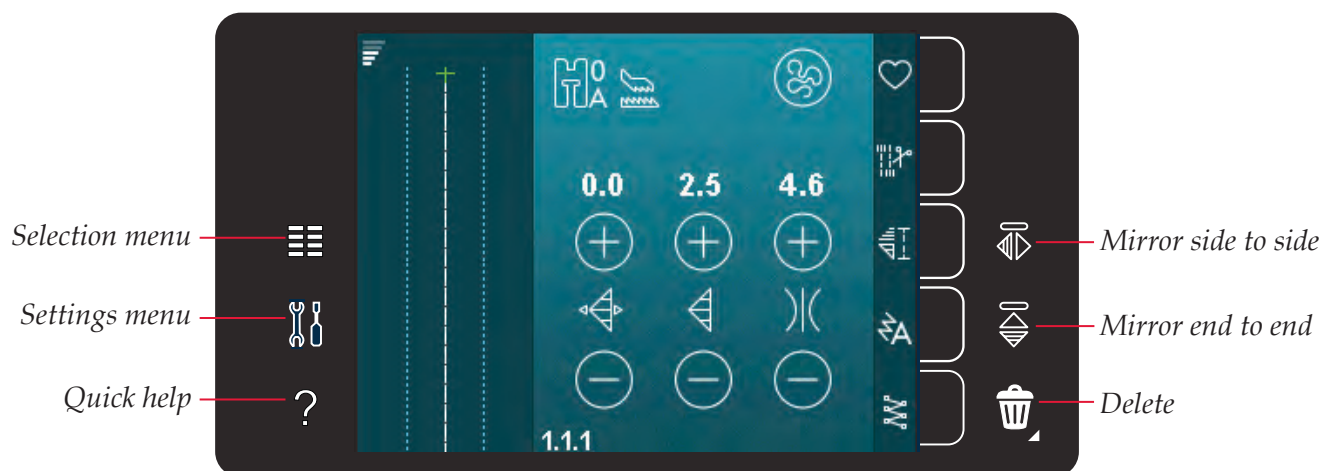 0
A
0.0 2.5 4.6
Selection menu
Mirror side to side
Settings menu
Mirror end to end
A
Quick help
?
Delete
1.1.1